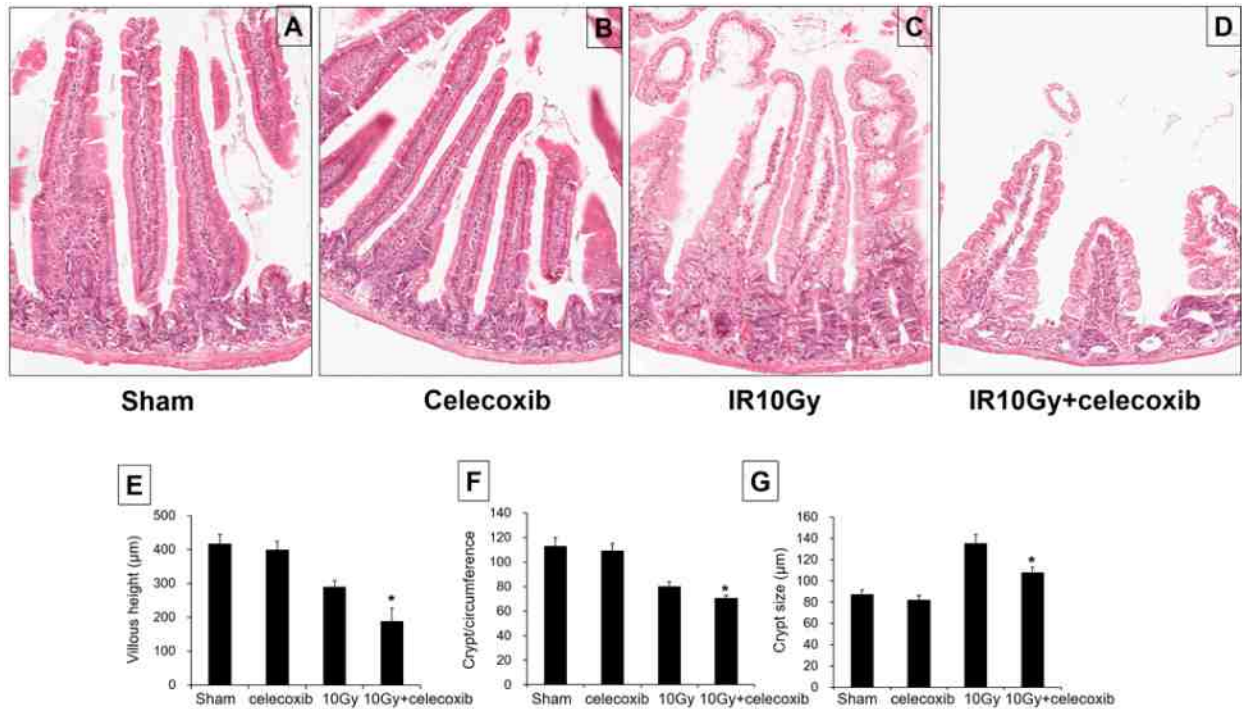 A
B
C
D
Sham
Celecoxib
IR10Gy
IR10Gy+celecoxib
E
Villous height (µm)
500
400
300
200
100
0
Sham celecoxib 10Gy 10Gy+celecoxib
*
F
Crypt/circumference
140
120
100
80
60
40
20
0
Sham celecoxib 10Gy 10Gy+celecoxib
*
G
Crypt size (µm)
160
140
120
100
80
60
40
20
0
Sham celecoxib 10Gy 10Gy+celecoxib
*